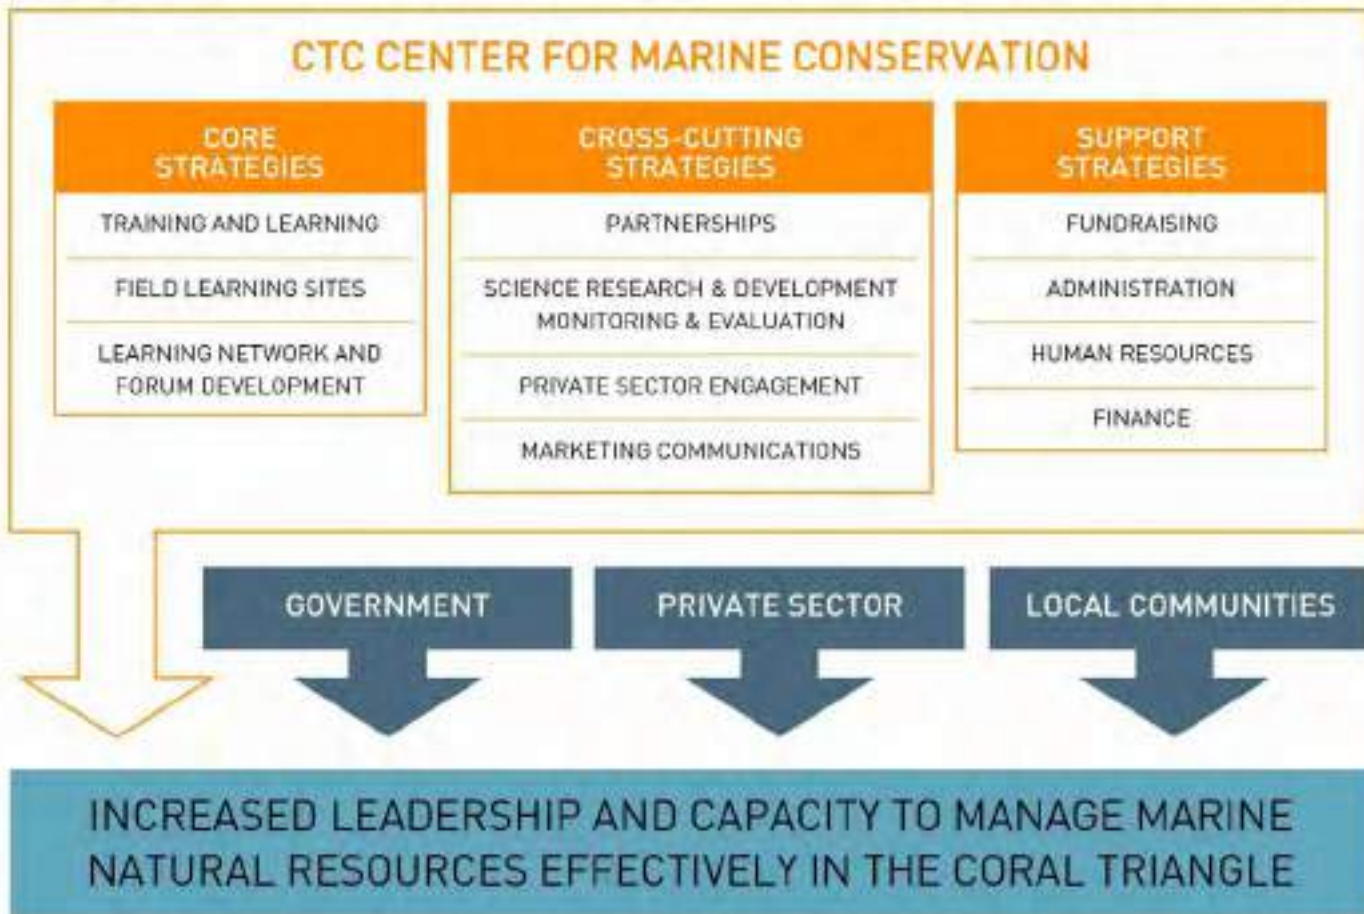 CTC CENTER FOR MARINE CONSERVATION
CORE
STRATEGIES
TRAINING AND LEARNING
FIELD LEARNING SITES
LEARNING NETWORK AND
FORUM DEVELOPMENT
CROSS-CUTTING
STRATEGIES
PARTNERSHIPS
SCIENCE RESEARCH & DEVELOPMENT
MONITORING & EVALUATION
PRIVATE SECTOR ENGAGEMENT
MARKETING COMMUNICATIONS
SUPPORT
STRATEGIES
FUNDRAISING
ADMINISTRATION
HUMAN RESOURCES
FINANCE
GOVERNMENT
PRIVATE SECTOR
LOCAL COMMUNITIES
INCREASED LEADERSHIP AND CAPACITY TO MANAGE MARINE
NATURAL RESOURCES EFFECTIVELY IN THE CORAL TRIANGLE